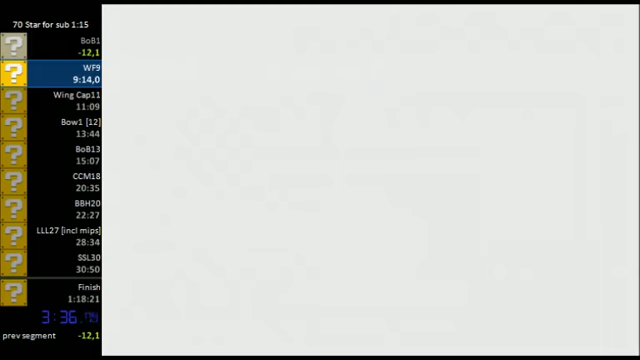 70 Star for sub 1:15
BoB1
-12,1
WF9
9:14,0
Wing Cap11
11:09
Bow1 [12]
13:44
BoB13
15:07
CCM18
20:35
BBH20
22:27
LLL27 [incl mips]
28:34
SSL30
30:50
Finish
1:18:21
3:36
prev segment -12,1